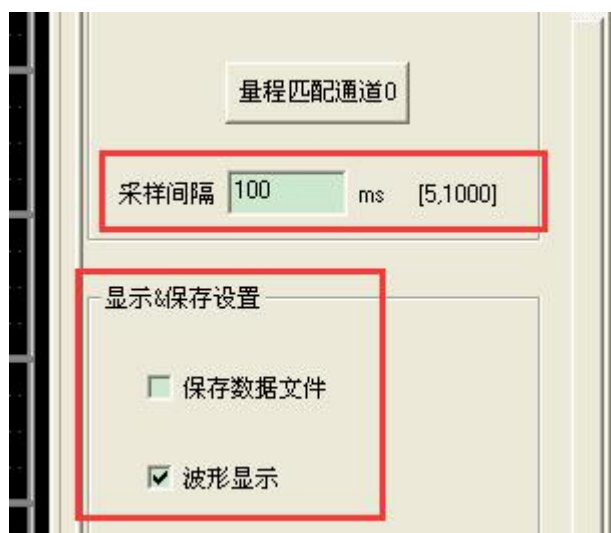 量程匹配通道0
采样间隔 100 ms [5,1000]
显示&保存设置
保存数据文件
波形显示